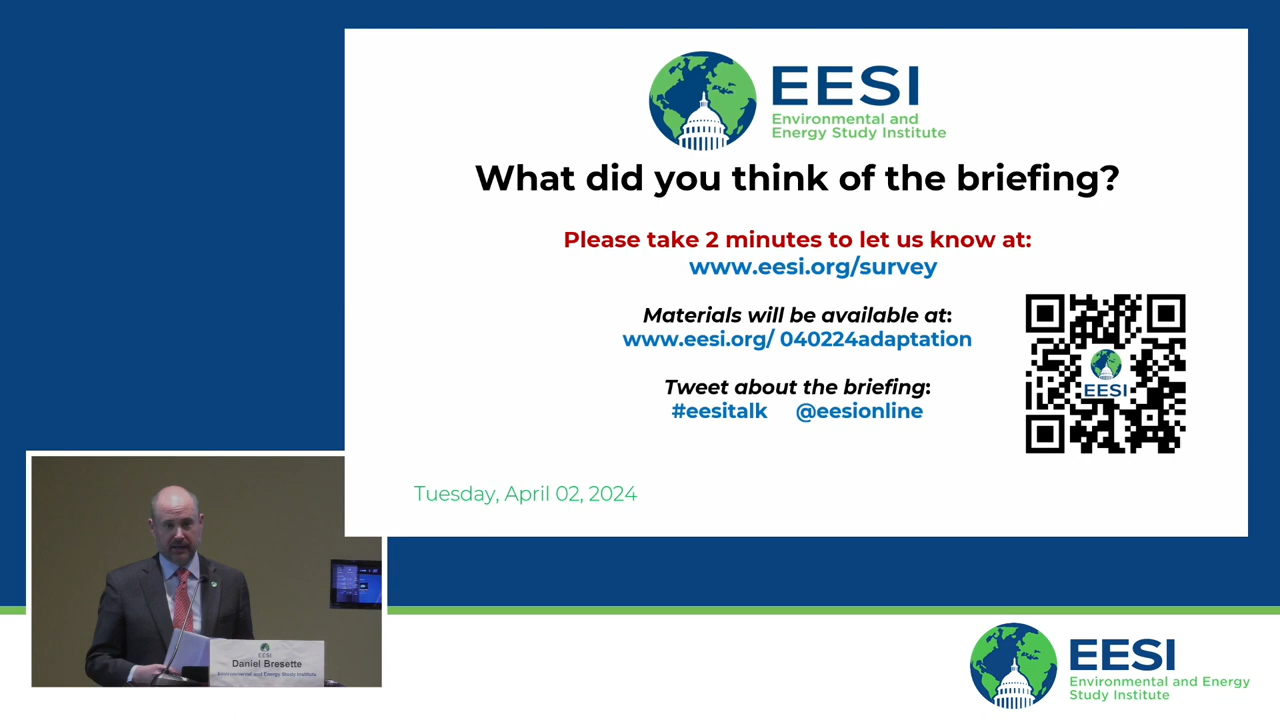 EESI
Environmental and
Energy Study Institute
What did you think of the briefing?
Please take 2 minutes to let us know at:
www.eesi.org/survey
Materials will be available at:
www.eesi.org/ 040224adaptation
Tweet about the briefing:
#eesitalk @eesionline
EESI
Tuesday, April 02, 2024
EESI
Daniel Bresette
Environmental and Energy Study Institute
EESI
Environmental and Energy
Study Institute